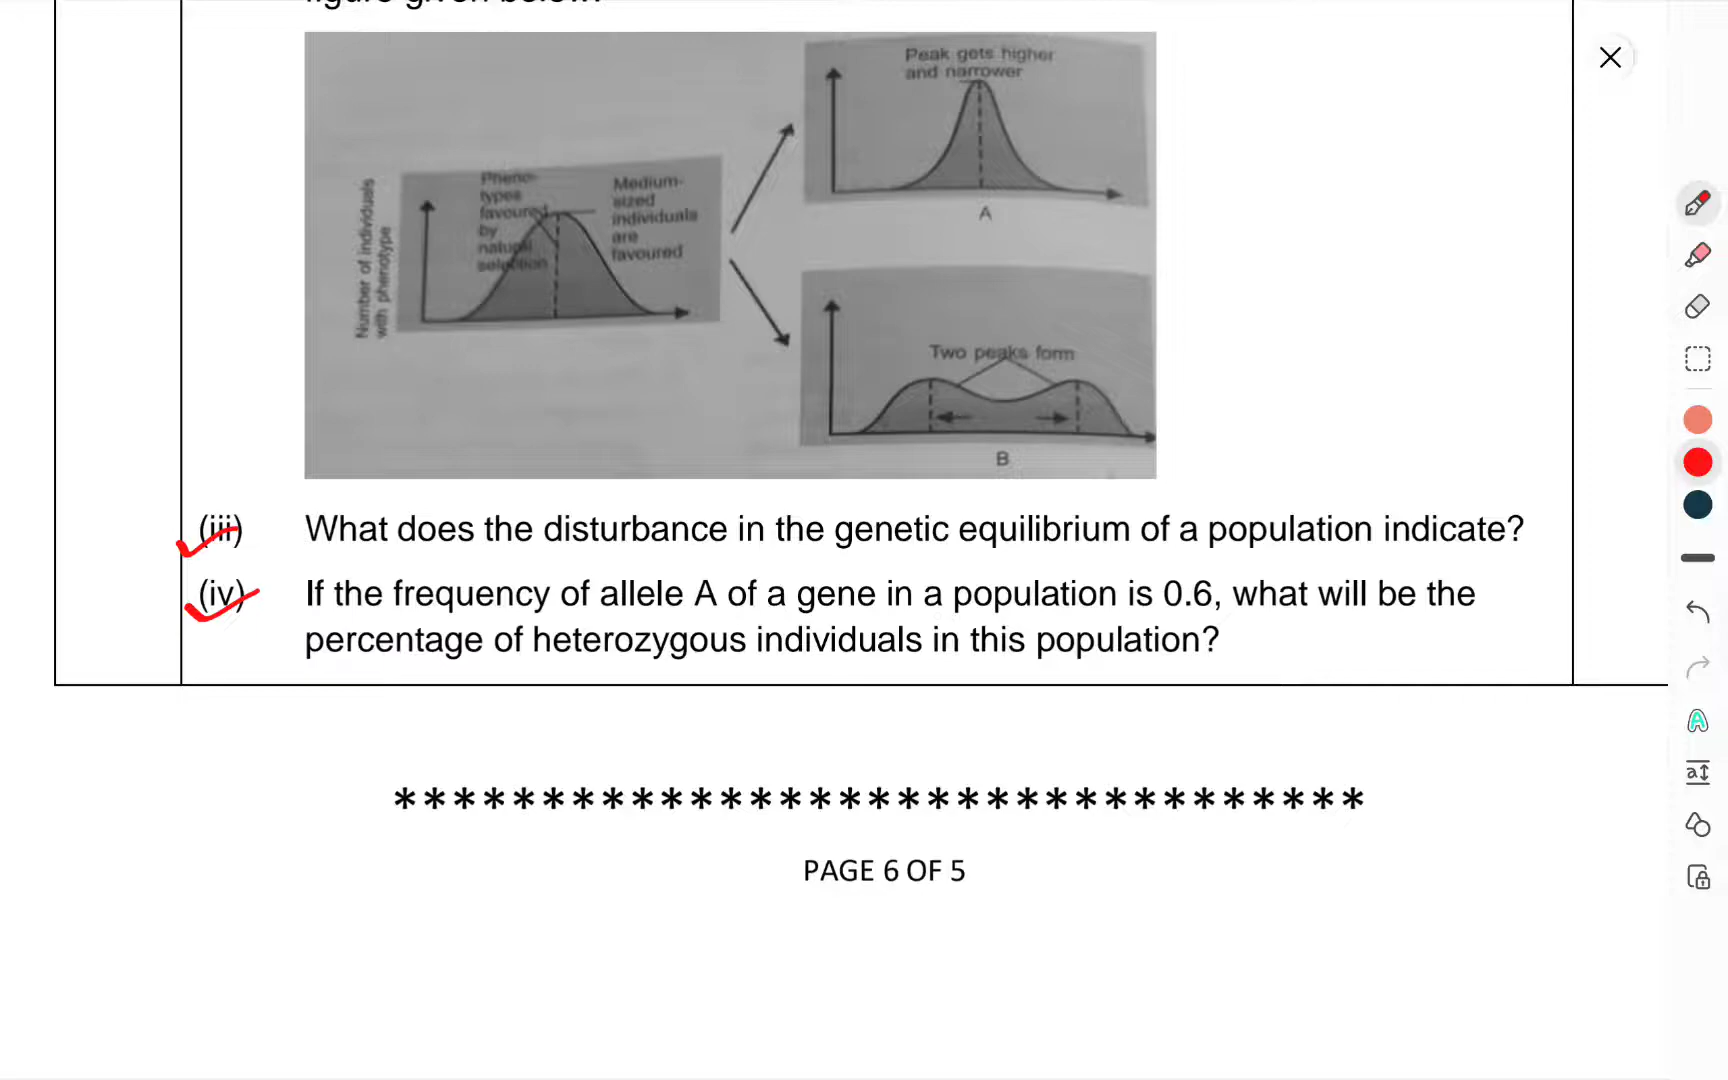 figure given below.
Peak gets higher
and narrower
A
Number of individuals
with phenotype
Pheno-
types
favoured
by
natural
selection
Medium-
sized
individuals
are
favoured
Two peaks form
B
(iii) What does the disturbance in the genetic equilibrium of a population indicate?
(iv) If the frequency of allele A of a gene in a population is 0.6, what will be the
percentage of heterozygous individuals in this population?
*********************************
PAGE 6 OF 5